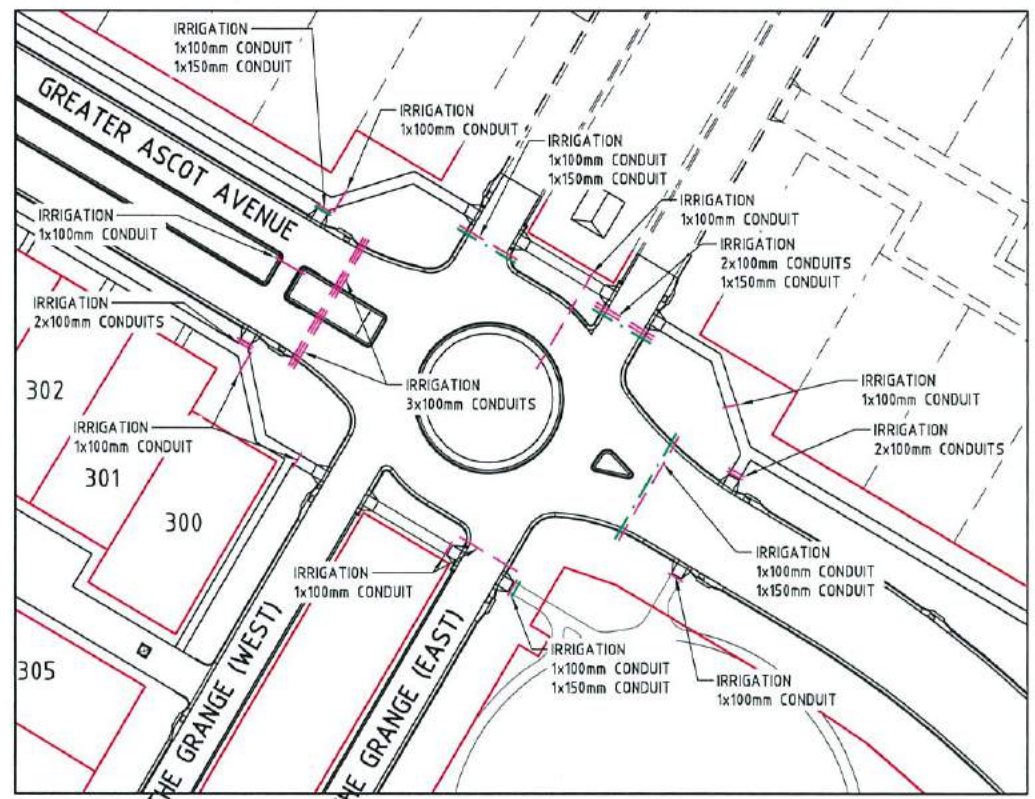 IRRIGATION
1x100mm CONDUIT
1x150mm CONDUIT
GREATER ASCOT AVENUE
IRRIGATION
1x100mm CONDUIT
IRRIGATION
1x100mm CONDUIT
1x150mm CONDUIT
IRRIGATION
1x100mm CONDUIT
IRRIGATION
1x100mm CONDUIT
IRRIGATION
2x100mm CONDUITS
1x150mm CONDUIT
IRRIGATION
2x100mm CONDUITS
302
IRRIGATION
3x100mm CONDUITS
IRRIGATION
1x100mm CONDUIT
IRRIGATION
1x100mm CONDUIT
IRRIGATION
2x100mm CONDUITS
301
300
IRRIGATION
1x100mm CONDUIT
IRRIGATION
1x100mm CONDUIT
1x150mm CONDUIT
305
THE GRANGE (WEST)
THE GRANGE (EAST)
IRRIGATION
1x100mm CONDUIT
1x150mm CONDUIT
IRRIGATION
1x100mm CONDUIT